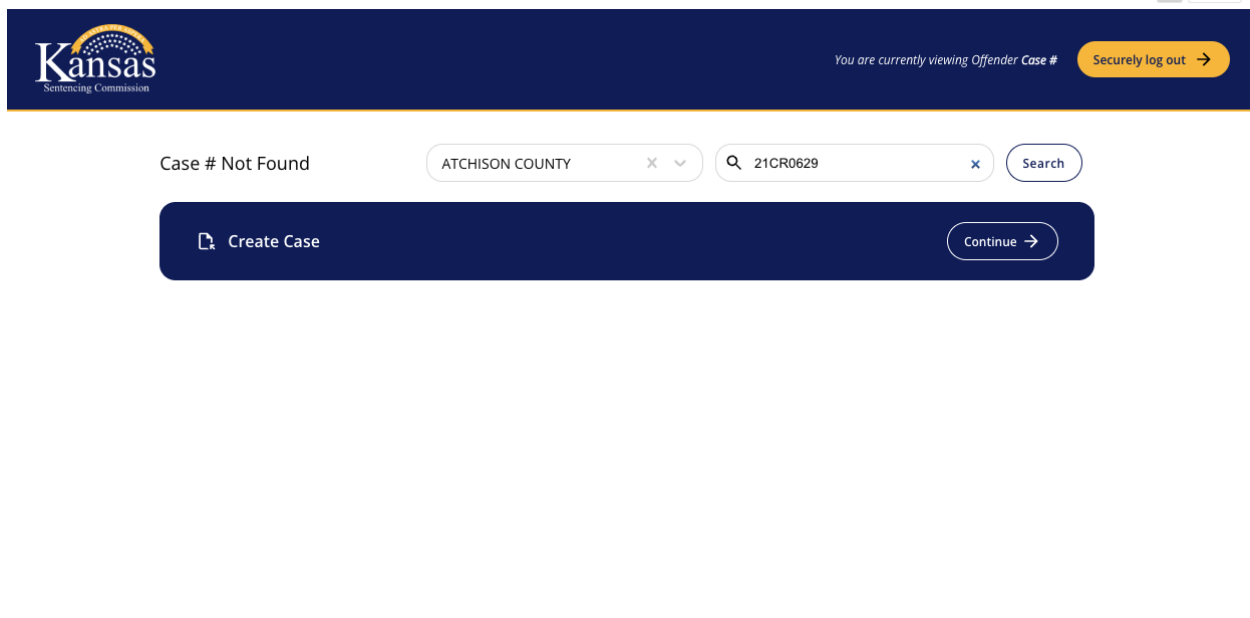 Kansas
Sentencing Commission
You are currently viewing Offender Case #
Securely log out
Case # Not Found
ATCHISON COUNTY
21CR0629
Search
Create Case
Continue